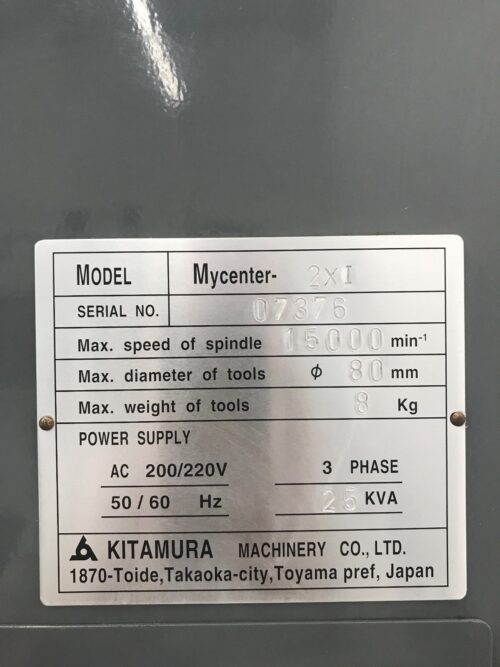 MODEL Mycenter- 2XI
SERIAL NO. 07376
Max. speed of spindle 15000 min-1
Max. diameter of tools φ 80 mm
Max. weight of tools 8 Kg
POWER SUPPLY
AC 200/220V 3 PHASE
50/60 Hz 25 KVA
KITAMURA MACHINERY CO., LTD.
1870-Toide,Takaoka-city,Toyama pref, Japan